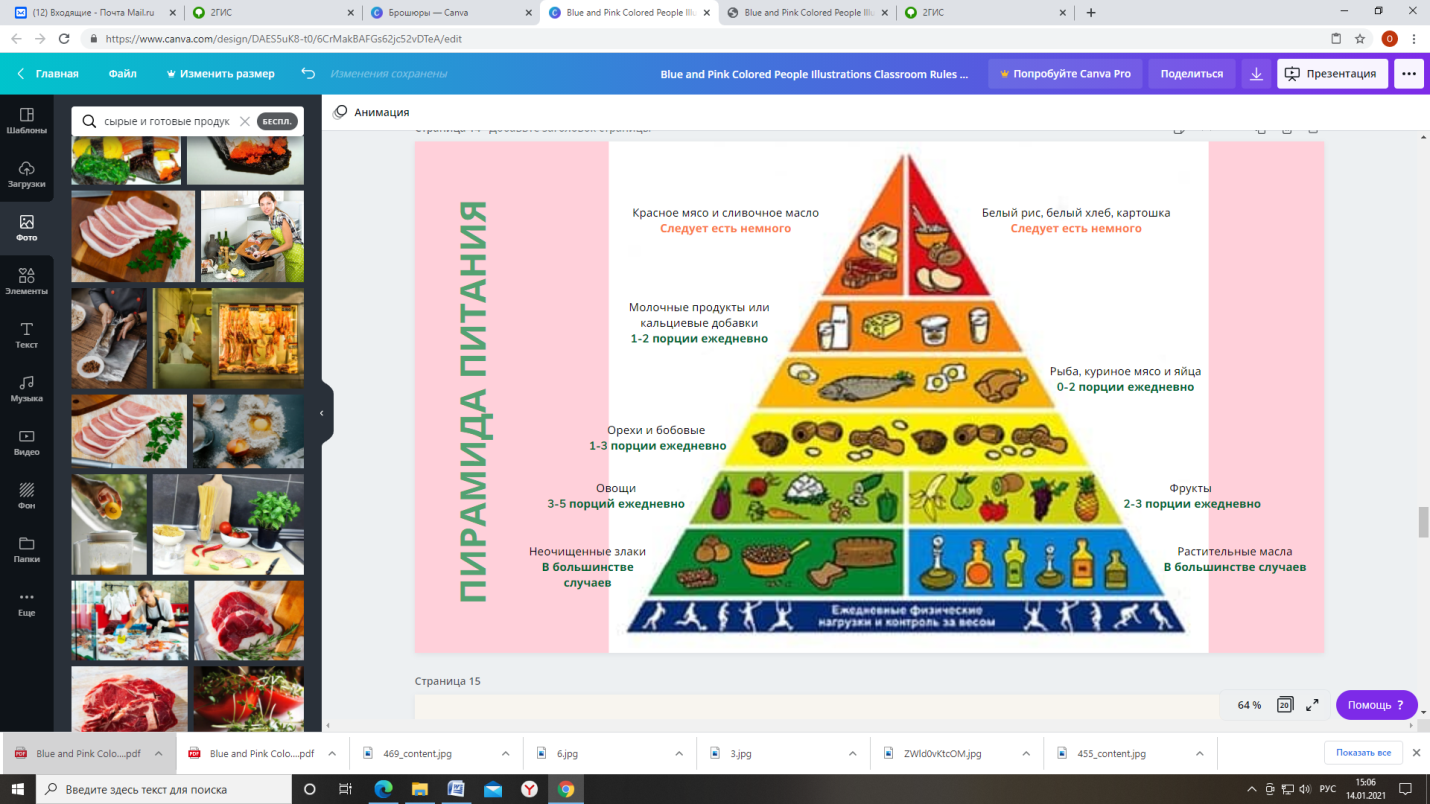 (12) Входящие - Почта Mail.ru
2ГИС
Брошюры — Canva
Blue and Pink Colored People Illu
Blue and Pink Colored People Illu
2ГИС
https://www.canva.com/design/DAES5uK8-t0/6CrMakBAFGs62jc52vDTeA/edit
О
Главная
Файл
Изменить размер
Изменения сохранены
Blue and Pink Colored People Illustrations Classroom Rules ...
Попробуйте Canva Pro
Поделиться
Презентация
Шаблоны
Загрузки
Фото
Элементы
Текст
Музыка
Видео
Фон
Папки
Еще
сырые и готовые продук
БЕСПЛ.
Анимация
ПИРАМИДА ПИТАНИЯ
Красное мясо и сливочное масло
Следует есть немного
Белый рис, белый хлеб, картошка
Следует есть немного
Молочные продукты или
кальциевые добавки
1-2 порции ежедневно
Рыба, куриное мясо и яйца
0-2 порции ежедневно
Орехи и бобовые
1-3 порции ежедневно
Овощи
3-5 порций ежедневно
Фрукты
2-3 порции ежедневно
Неочищенные злаки
В большинстве
случаев
Растительные масла
В большинстве случаев
Ежедневные физические
нагрузки и контроль за весом
Страница 15
64 %
20
Помощь ?
Blue and Pink Colo....pdf
Blue and Pink Colo....pdf
469_content.jpg
6.jpg
3.jpg
ZWld0vKtcOM.jpg
455_content.jpg
Показать все
Введите здесь текст для поиска
РУС
15:06
14.01.2021